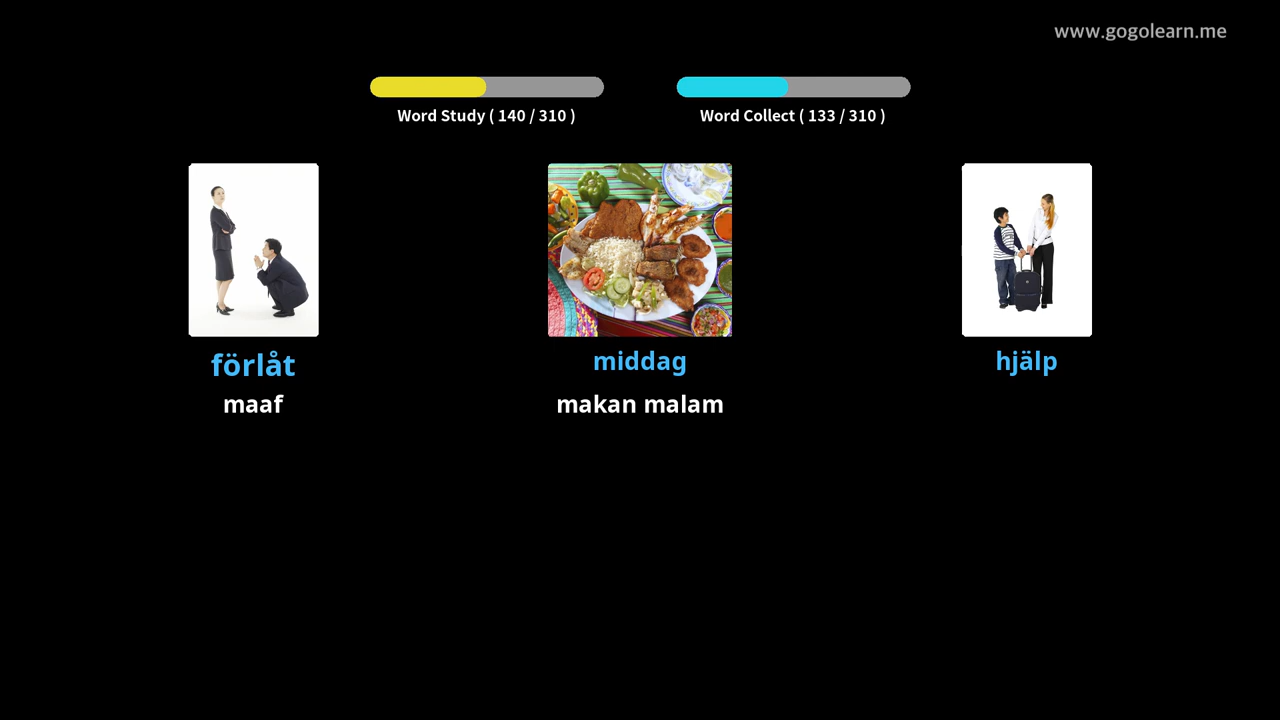 www.gogolearn.me
Word Study ( 140 / 310 )
Word Collect ( 133 / 310 )
förlåt
maaf
middag
makan malam
hjälp